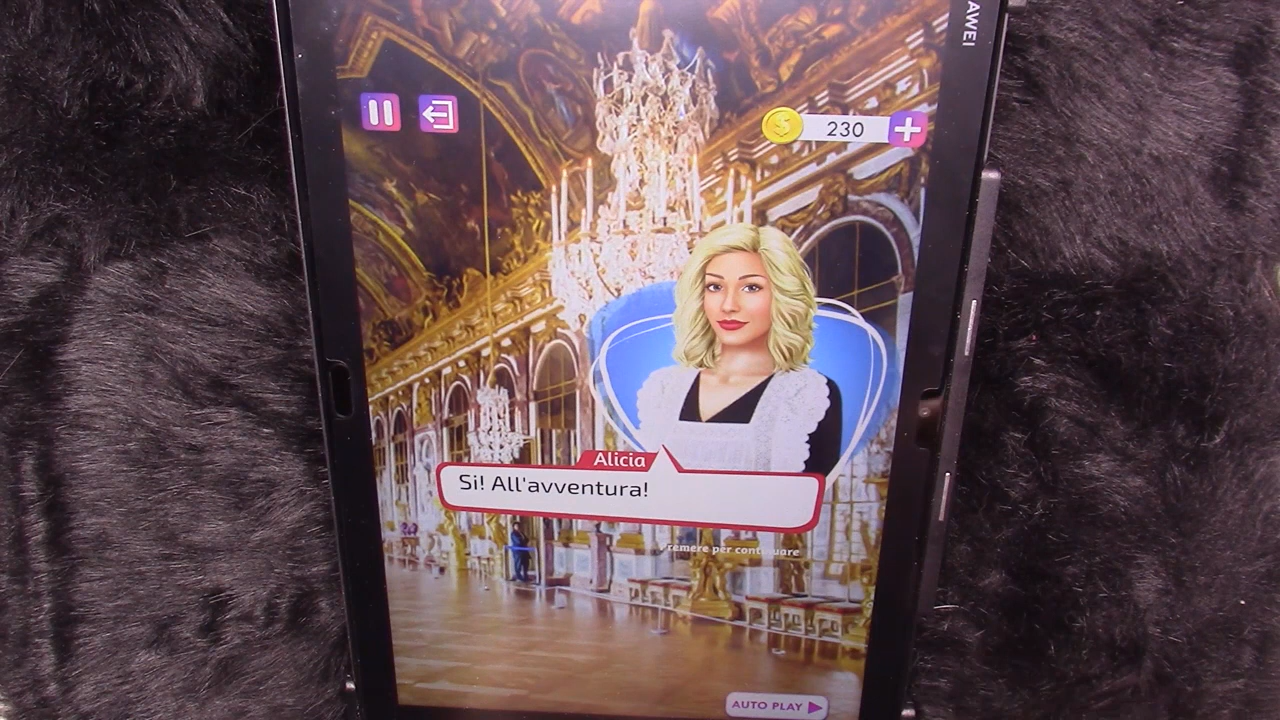 AWEI
230
Alicia
Si! All'avventura!
Premere per continuare
AUTO PLAY